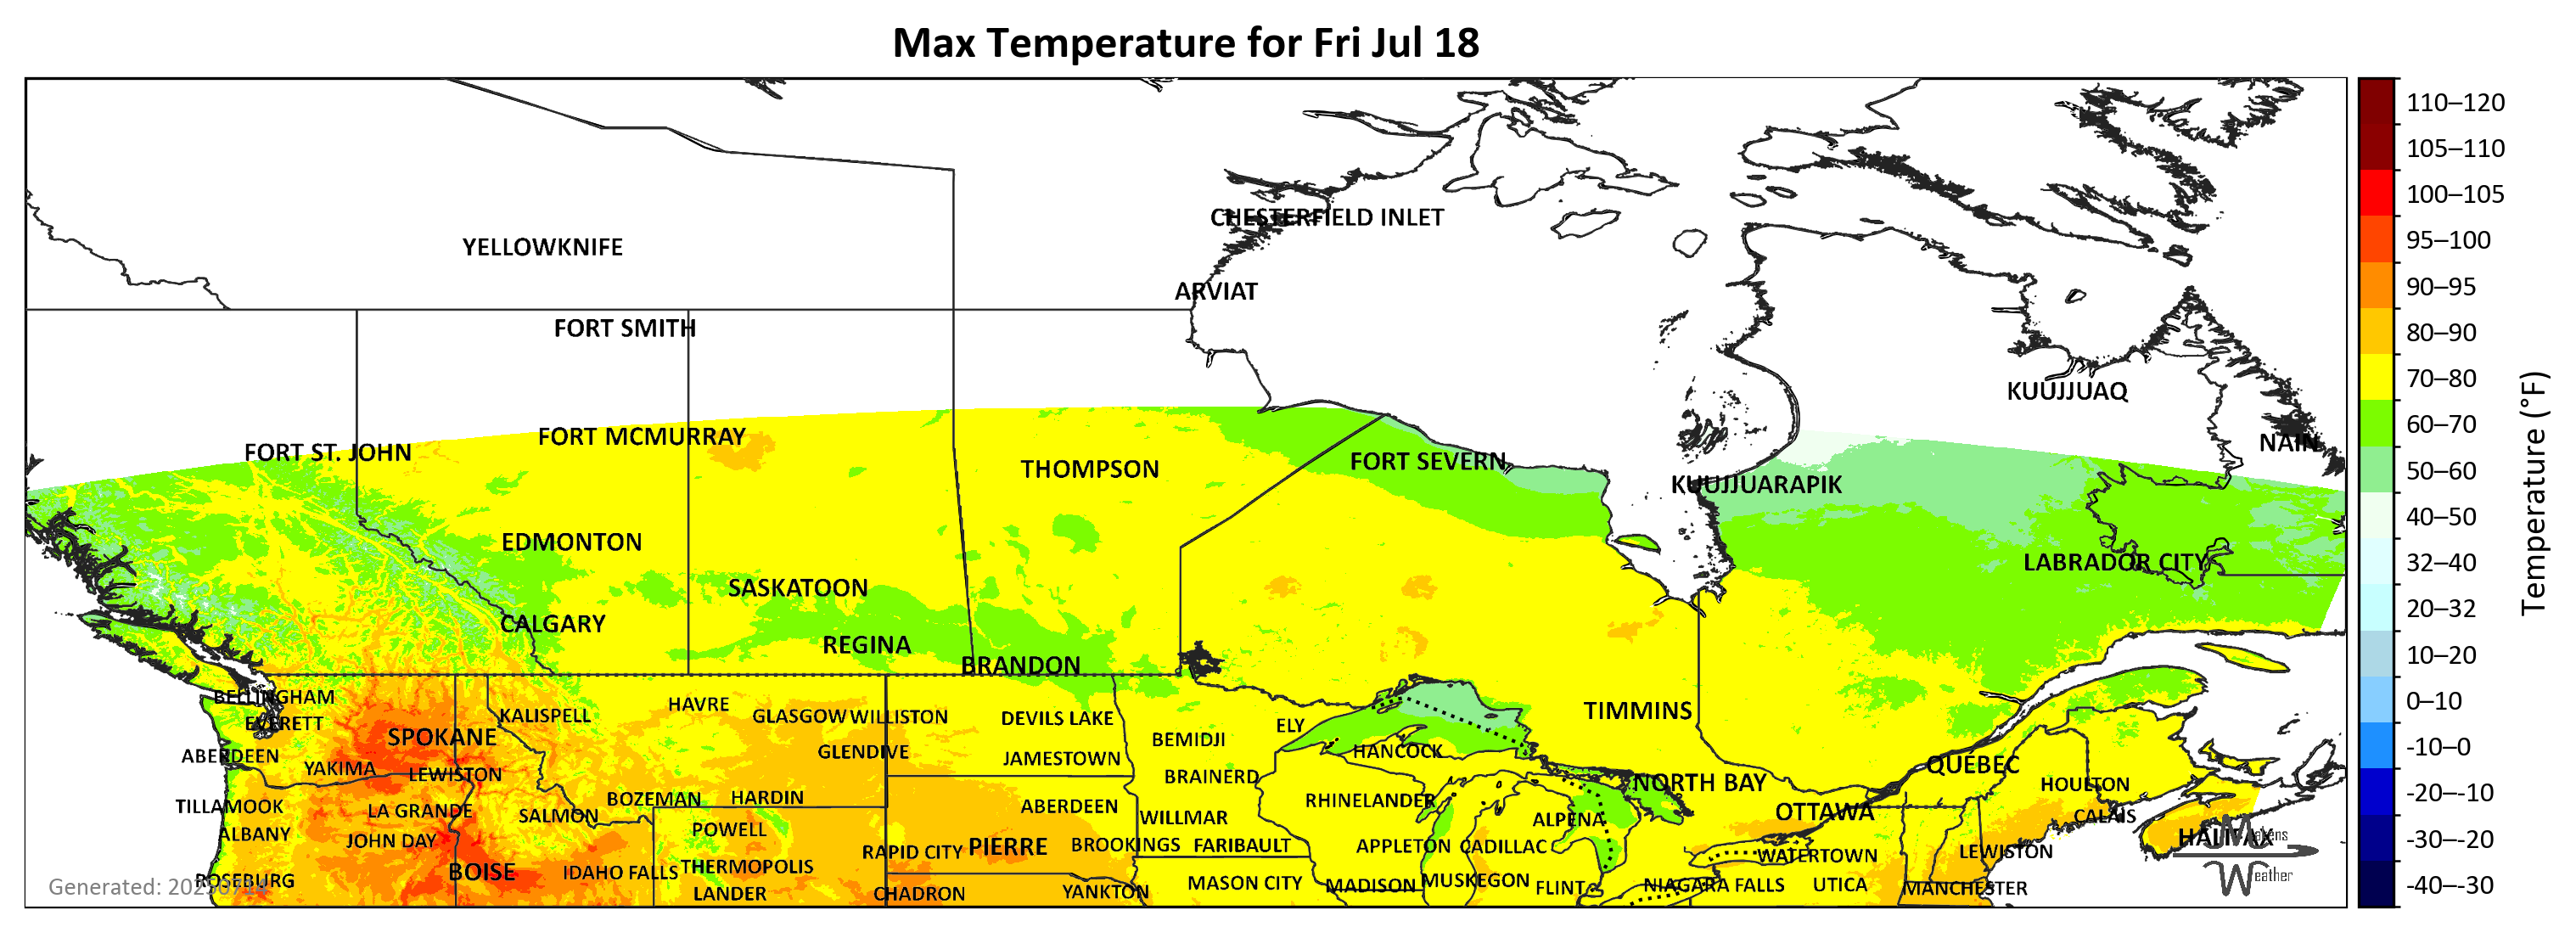 Max Temperature for Fri Jul 18
110–120
105–110
100–105
95–100
90–95
80–90
70–80
60–70
50–60
40–50
32–40
20–32
10–20
0–10
-10–0
-20–-10
-30–-20
-40–-30
Temperature (°F)
CHESTERFIELD INLET
YELLOWKNIFE
ARVIAT
FORT SMITH
KUUJJUAQ
FORT MCMURRAY
NAIN
FORT ST. JOHN
FORT SEVERN
THOMPSON
KUUJJUARAPIK
EDMONTON
LABRADOR CITY
SASKATOON
CALGARY
REGINA
BRANDON
BELLINGHAM
HAVRE
TIMMINS
KALISPELL
GLASGOW
WILLISTON
DEVILS LAKE
EVERETT
ELY
SPOKANE
BEMIDJI
HANCOCK
GLENDIVE
ABERDEEN
JAMESTOWN
QUÉBEC
YAKIMA
LEWISTON
BRAINERD
NORTH BAY
HOULTON
BOZEMAN
HARDIN
RHINELANDER
TILLAMOOK
ABERDEEN
LA GRANDE
OTTAWA
SALMON
WILLMAR
CALAIS
ALPENA
POWELL
ALBANY
HALIFAX
JOHN DAY
BROOKINGS
FARIBAULT
APPLETON
CADILLAC
PIERRE
RAPID CITY
LEWISTON
WATERTOWN
THERMOPOLIS
BOISE
IDAHO FALLS
ROSEBURG
MUSKEGON
MASON CITY
MADISON
NIAGARA FALLS
UTICA
FLINT
MANCHESTER
LANDER
CHADRON
YANKTON
Generated: 20250714
Makens
Weather